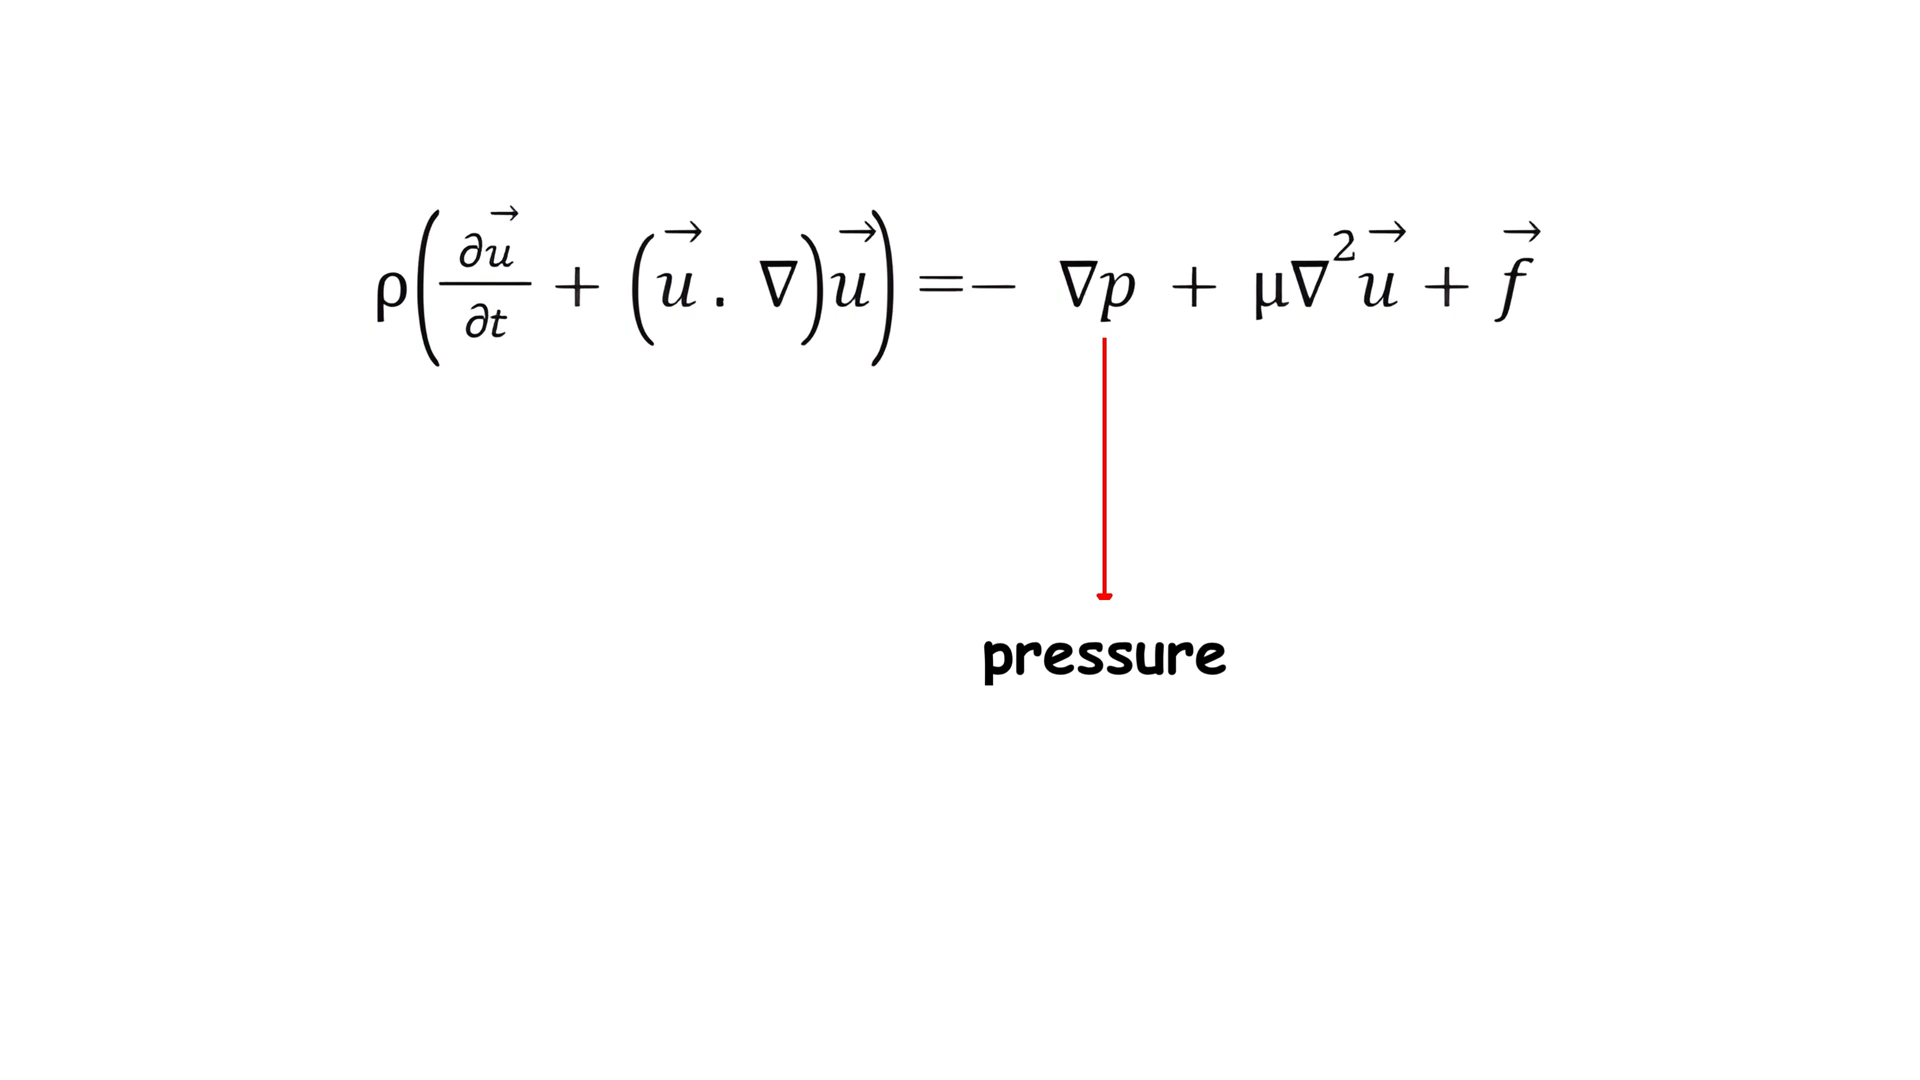 ρ(∂u⃗/∂t + (u⃗ . ∇)u⃗) =− ∇p + μ∇²u⃗ + f⃗
pressure